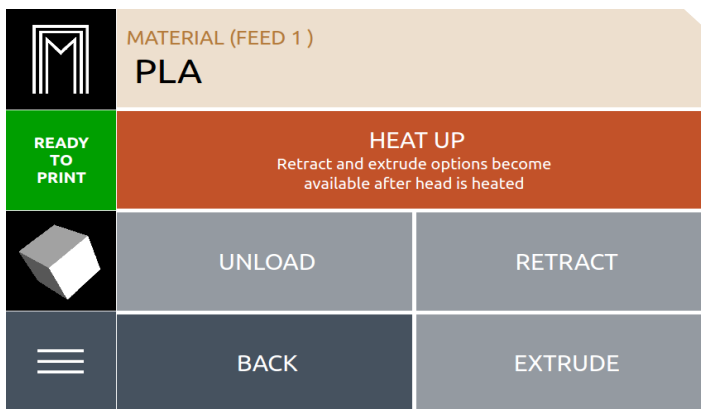 MATERIAL (FEED 1 )
PLA
READY
TO
PRINT
HEAT UP
Retract and extrude options become
available after head is heated
UNLOAD
RETRACT
BACK
EXTRUDE